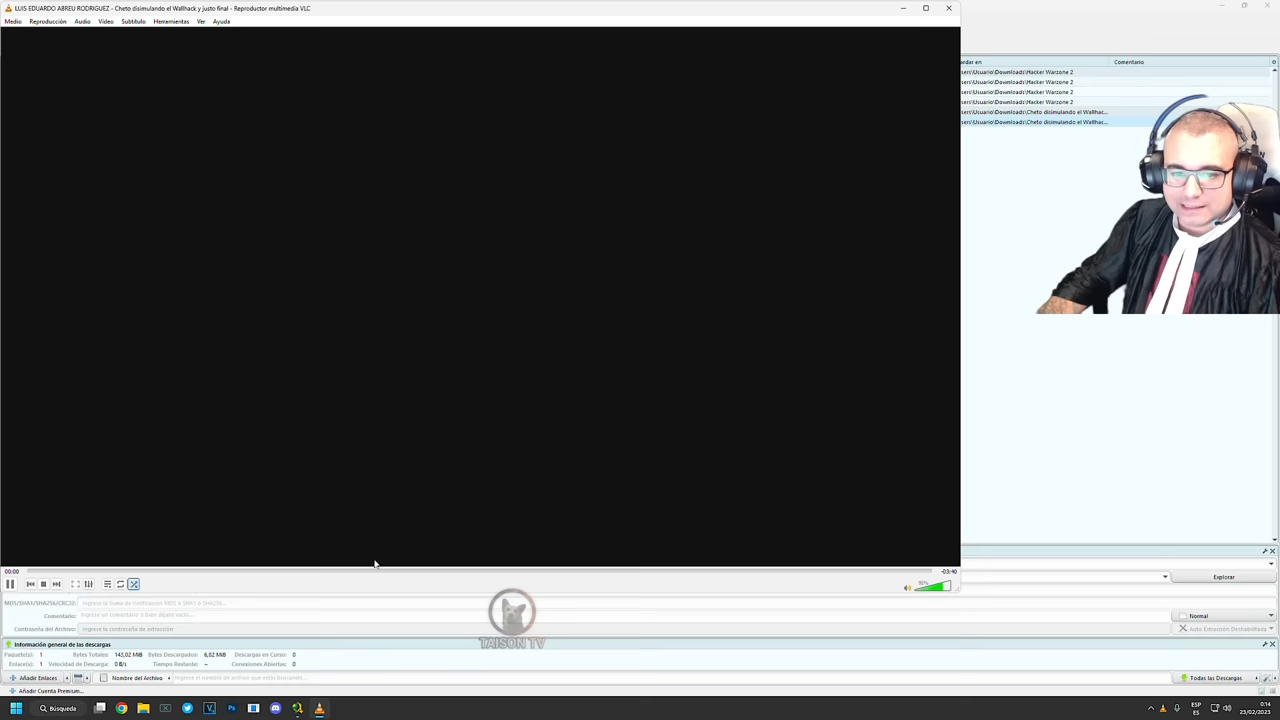 LUIS EDUARDO ABREU RODRIGUEZ - Cheto disimulando el Wallhack y justo final - Reproductor multimedia VLC
Medio Reproducción Audio Vídeo Subtítulo Herramientas Ver Ayuda
ardar en Comentario
sers\Usuario\Downloads\Hacker Warzone 2
sers\Usuario\Downloads\Hacker Warzone 2
sers\Usuario\Downloads\Hacker Warzone 2
sers\Usuario\Downloads\Hacker Warzone 2
sers\Usuario\Downloads\Cheto disimulando el Wallhac...
sers\Usuario\Downloads\Cheto disimulando el Wallhac...
00:00 -03:40
Explorar
MD5/SHA1/SHA256/CRC32: Ingrese la Suma de Verificación MD5 o SHA1 o SHA256...
Comentario: Ingrese un comentario o bien déjalo vacío... Normal
Contraseña del Archivo: Ingrese la contraseña de extracción Auto Extracción Deshabilitada
TAISON TV
Información general de las descargas
Paquete(s): 1 Bytes Totales: 143,02 MiB Bytes Descargados: 6,82 MiB Descargas en Curso: 0
Enlace(s): 1 Velocidad de Descarga: 0 B/s Tiempo Restante: ~ Conexiones Abiertas: 0
Añadir Enlaces Nombre del Archivo Ingrese el nombre de archivo que estás buscando... Todas las Descargas
Añadir Cuenta Premium...
Búsqueda ESP 0:14
ES 23/02/2023